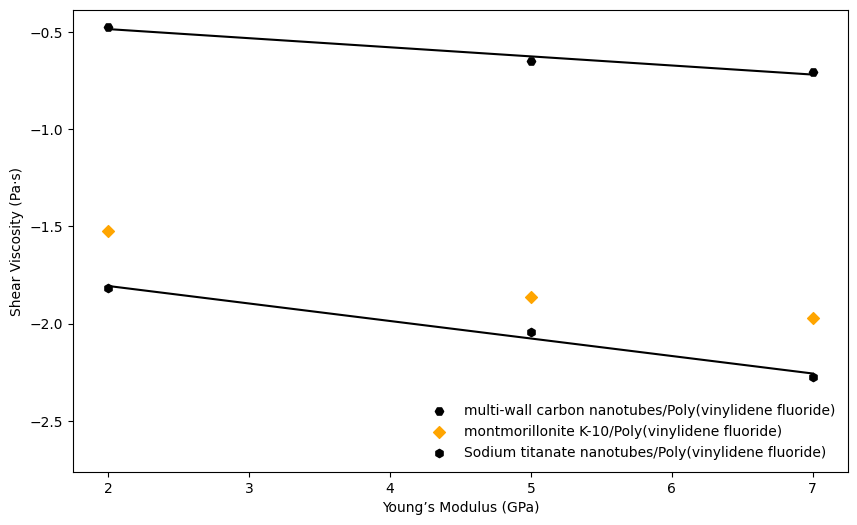 −0.5
−1.0
−1.5
−2.0
−2.5
Shear Viscosity (Pa·s)
multi-wall carbon nanotubes/Poly(vinylidene fluoride)
montmorillonite K-10/Poly(vinylidene fluoride)
Sodium titanate nanotubes/Poly(vinylidene fluoride)
2 3 4 5 6 7
Young’s Modulus (GPa)